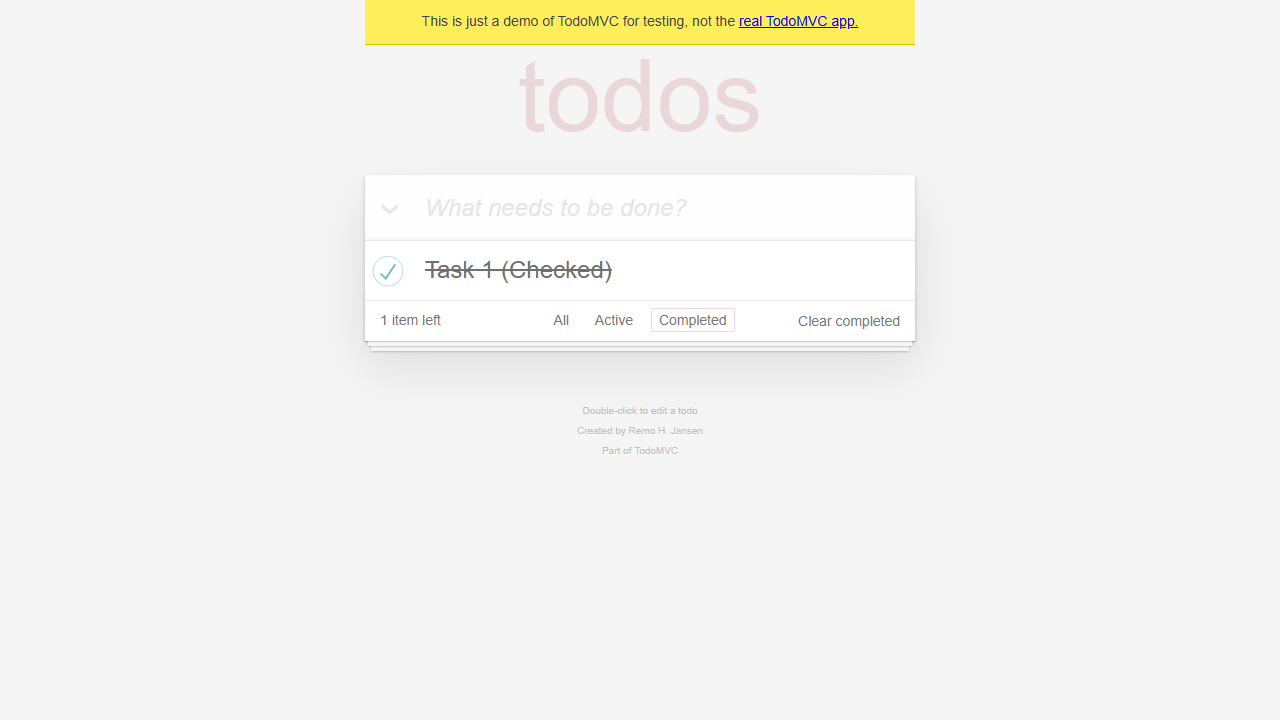 This is just a demo of TodoMVC for testing, not the real TodoMVC app.
todos
What needs to be done?
Task 1 (Checked)
1 item left All Active Completed Clear completed
Double-click to edit a todo
Created by Remo H. Jansen
Part of TodoMVC